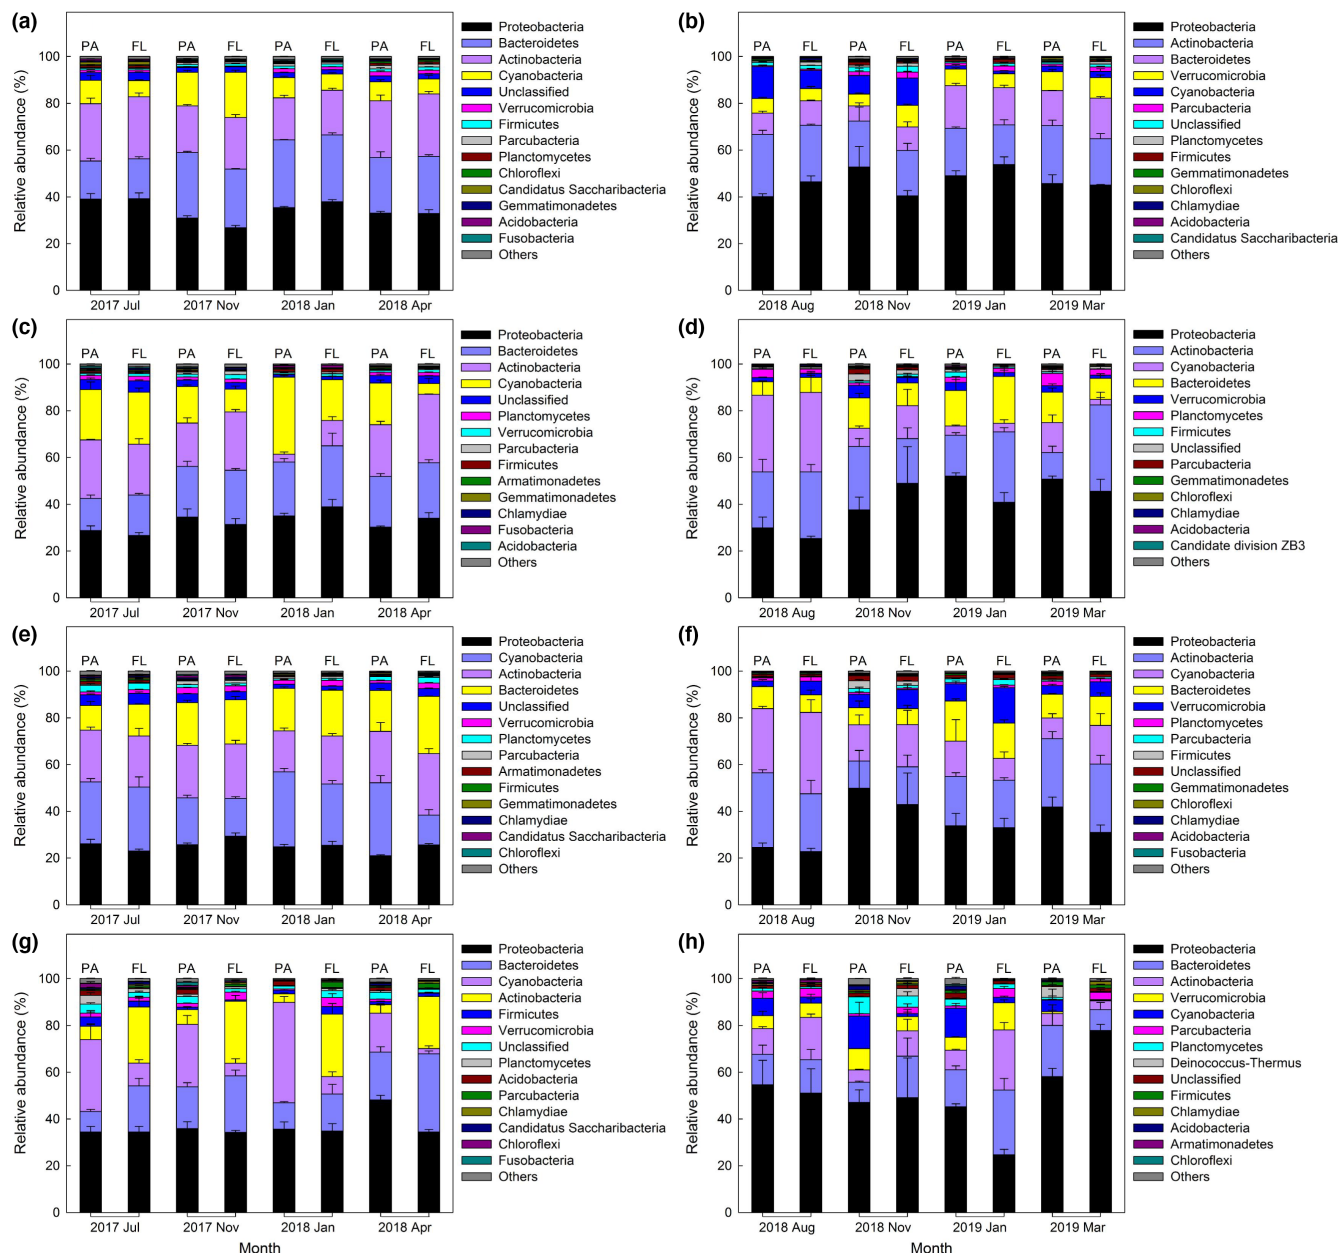 (a)
Relative abundance (%)
100
80
60
40
20
0
PA FL PA FL PA FL PA FL
2017 Jul 2017 Nov 2018 Jan 2018 Apr
Proteobacteria
Bacteroidetes
Actinobacteria
Cyanobacteria
Unclassified
Verrucomicrobia
Firmicutes
Parcubacteria
Planctomycetes
Chloroflexi
Candidatus Saccharibacteria
Gemmatimonadetes
Acidobacteria
Fusobacteria
Others
(b)
Relative abundance (%)
100
80
60
40
20
0
PA FL PA FL PA FL PA FL
2018 Aug 2018 Nov 2019 Jan 2019 Mar
Proteobacteria
Actinobacteria
Bacteroidetes
Verrucomicrobia
Cyanobacteria
Parcubacteria
Unclassified
Planctomycetes
Firmicutes
Gemmatimonadetes
Chloroflexi
Chlamydiae
Acidobacteria
Candidatus Saccharibacteria
Others
(c)
Relative abundance (%)
100
80
60
40
20
0
PA FL PA FL PA FL PA FL
2017 Jul 2017 Nov 2018 Jan 2018 Apr
Proteobacteria
Bacteroidetes
Actinobacteria
Cyanobacteria
Unclassified
Planctomycetes
Verrucomicrobia
Parcubacteria
Firmicutes
Armatimonadetes
Gemmatimonadetes
Chlamydiae
Fusobacteria
Acidobacteria
Others
(d)
Relative abundance (%)
100
80
60
40
20
0
PA FL PA FL PA FL PA FL
2018 Aug 2018 Nov 2019 Jan 2019 Mar
Proteobacteria
Actinobacteria
Cyanobacteria
Bacteroidetes
Verrucomicrobia
Planctomycetes
Firmicutes
Unclassified
Parcubacteria
Gemmatimonadetes
Chloroflexi
Chlamydiae
Acidobacteria
Candidate division ZB3
Others
(e)
Relative abundance (%)
100
80
60
40
20
0
PA FL PA FL PA FL PA FL
2017 Jul 2017 Nov 2018 Jan 2018 Apr
Proteobacteria
Cyanobacteria
Actinobacteria
Bacteroidetes
Unclassified
Verrucomicrobia
Planctomycetes
Parcubacteria
Armatimonadetes
Firmicutes
Gemmatimonadetes
Chlamydiae
Candidatus Saccharibacteria
Chloroflexi
Others
(f)
Relative abundance (%)
100
80
60
40
20
0
PA FL PA FL PA FL PA FL
2018 Aug 2018 Nov 2019 Jan 2019 Mar
Proteobacteria
Actinobacteria
Cyanobacteria
Bacteroidetes
Verrucomicrobia
Planctomycetes
Parcubacteria
Firmicutes
Unclassified
Gemmatimonadetes
Chloroflexi
Chlamydiae
Acidobacteria
Fusobacteria
Others
(g)
Relative abundance (%)
100
80
60
40
20
0
PA FL PA FL PA FL PA FL
2017 Jul 2017 Nov 2018 Jan 2018 Apr
Month
Proteobacteria
Bacteroidetes
Cyanobacteria
Actinobacteria
Firmicutes
Verrucomicrobia
Unclassified
Planctomycetes
Acidobacteria
Parcubacteria
Chlamydiae
Candidatus Saccharibacteria
Chloroflexi
Fusobacteria
Others
(h)
Relative abundance (%)
100
80
60
40
20
0
PA FL PA FL PA FL PA FL
2018 Aug 2018 Nov 2019 Jan 2019 Mar
Month
Proteobacteria
Bacteroidetes
Actinobacteria
Verrucomicrobia
Cyanobacteria
Parcubacteria
Planctomycetes
Deinococcus-Thermus
Unclassified
Firmicutes
Chlamydiae
Acidobacteria
Armatimonadetes
Chloroflexi
Others